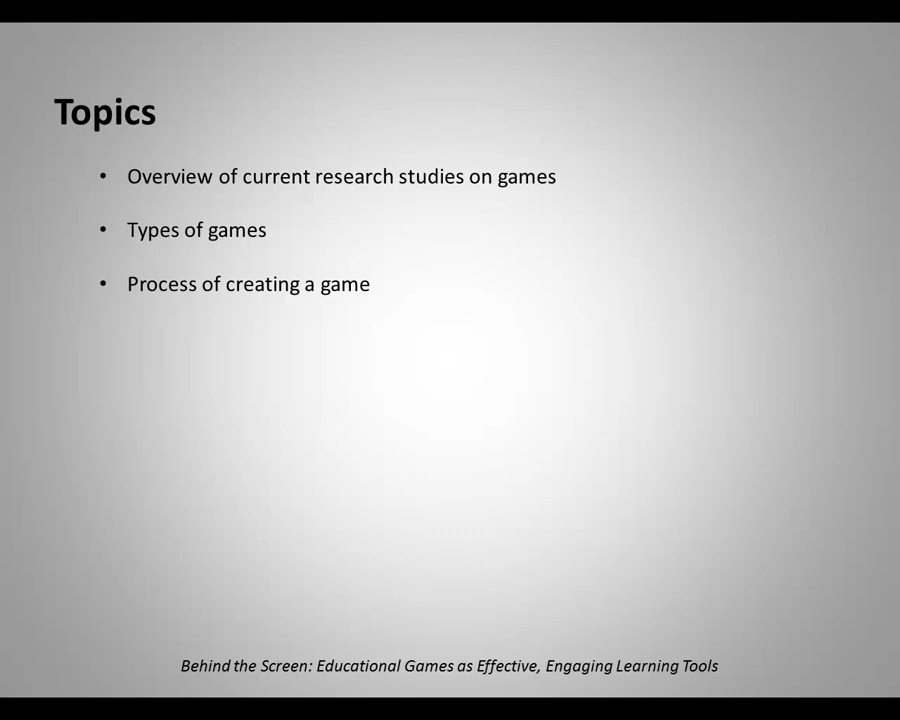 Topics
• Overview of current research studies on games
• Types of games
• Process of creating a game
Behind the Screen: Educational Games as Effective, Engaging Learning Tools